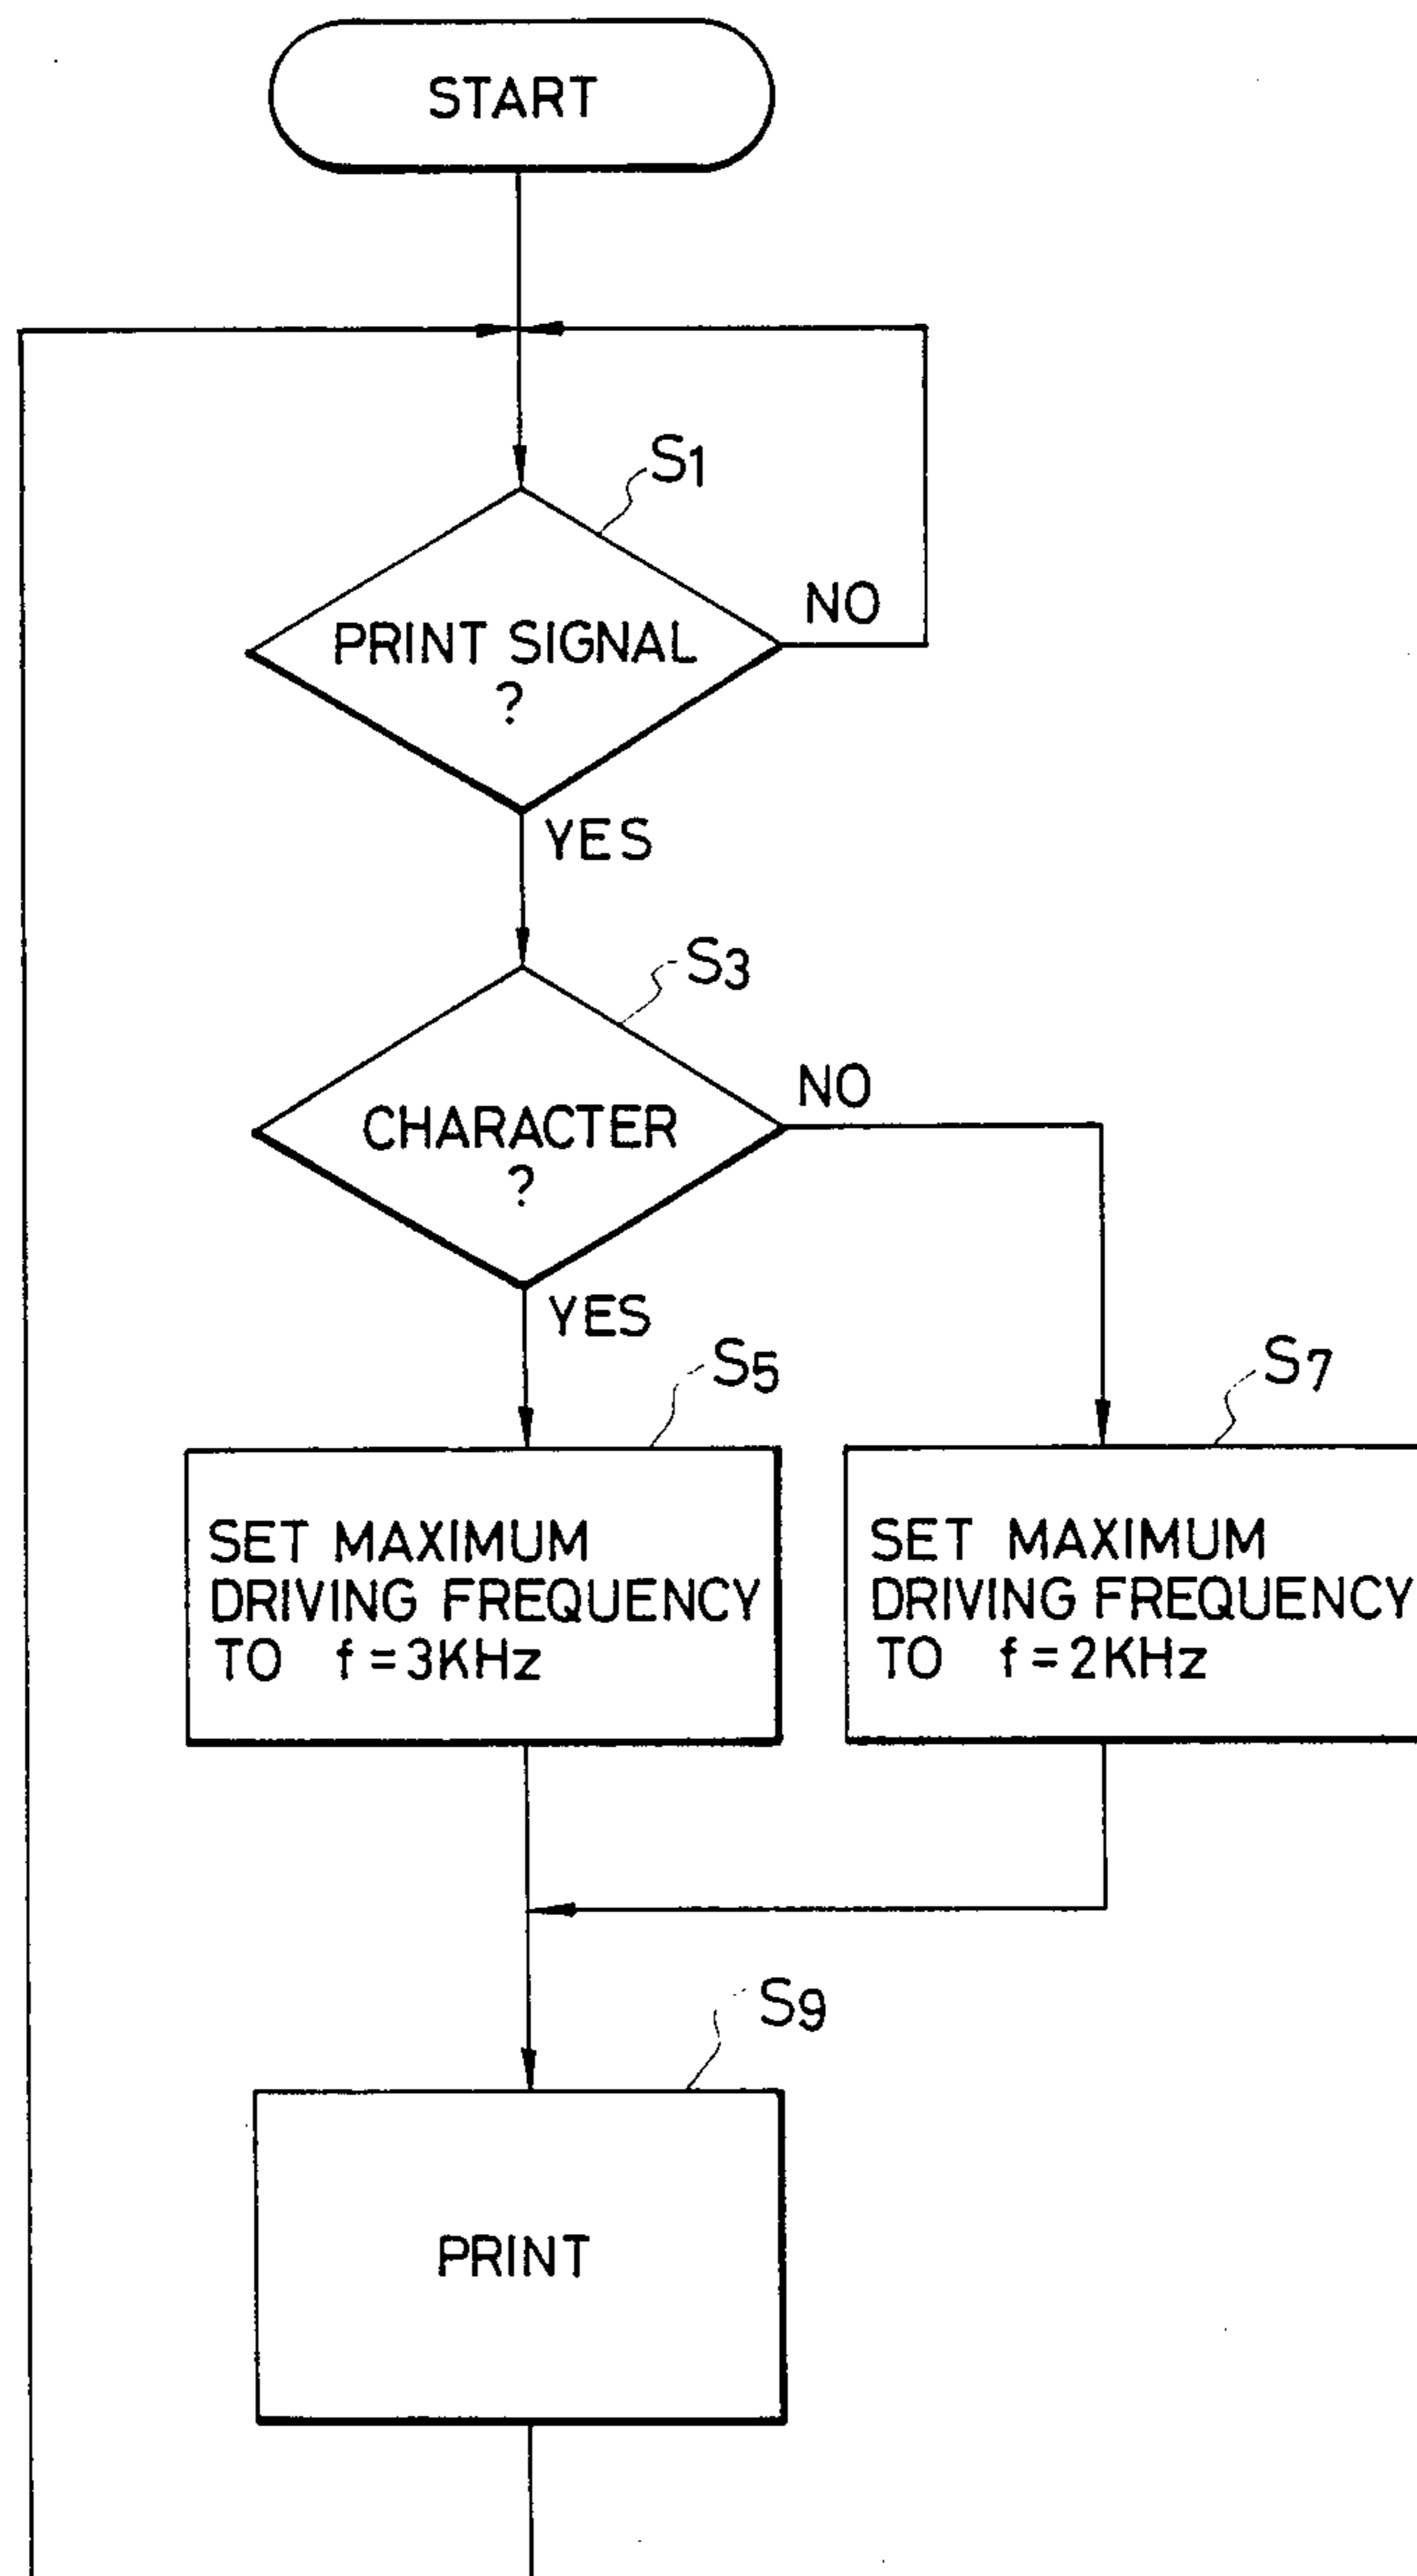 START
S1
NO
PRINT SIGNAL
?
YES
S3
NO
CHARACTER
?
YES
S5
S7
SET MAXIMUM
DRIVING FREQUENCY
TO f=3KHz
SET MAXIMUM
DRIVING FREQUENCY
TO f=2KHz
S9
PRINT